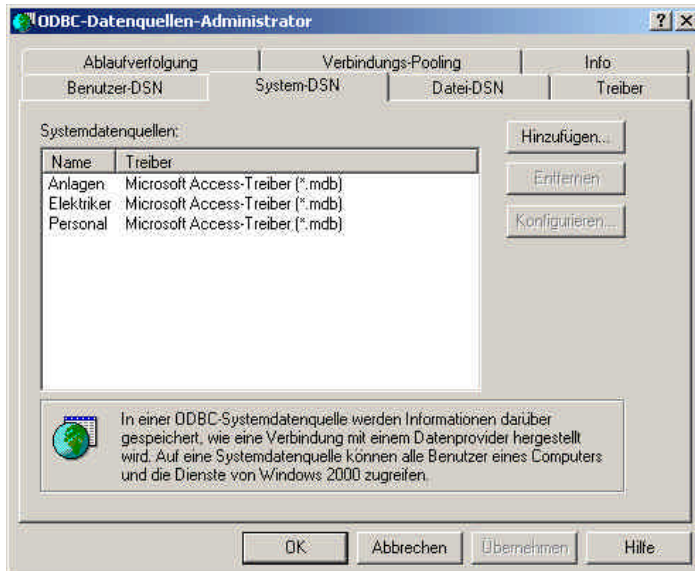 ODBC-Datenquellen-Administrator
Ablaufverfolgung Verbindungs-Pooling Info
Benutzer-DSN System-DSN Datei-DSN Treiber
Systemdatenquellen:
Hinzufügen...
Name Treiber
Anlagen Microsoft Access-Treiber (*.mdb)
Elektriker Microsoft Access-Treiber (*.mdb)
Personal Microsoft Access-Treiber (*.mdb)
Entfernen
Konfigurieren...
In einer ODBC-Systemdatenquelle werden Informationen darüber
gespeichert, wie eine Verbindung mit einem Datenprovider hergestellt
wird. Auf eine Systemdatenquelle können alle Benutzer eines Computers
und die Dienste von Windows 2000 zugreifen.
OK Abbrechen Übernehmen Hilfe